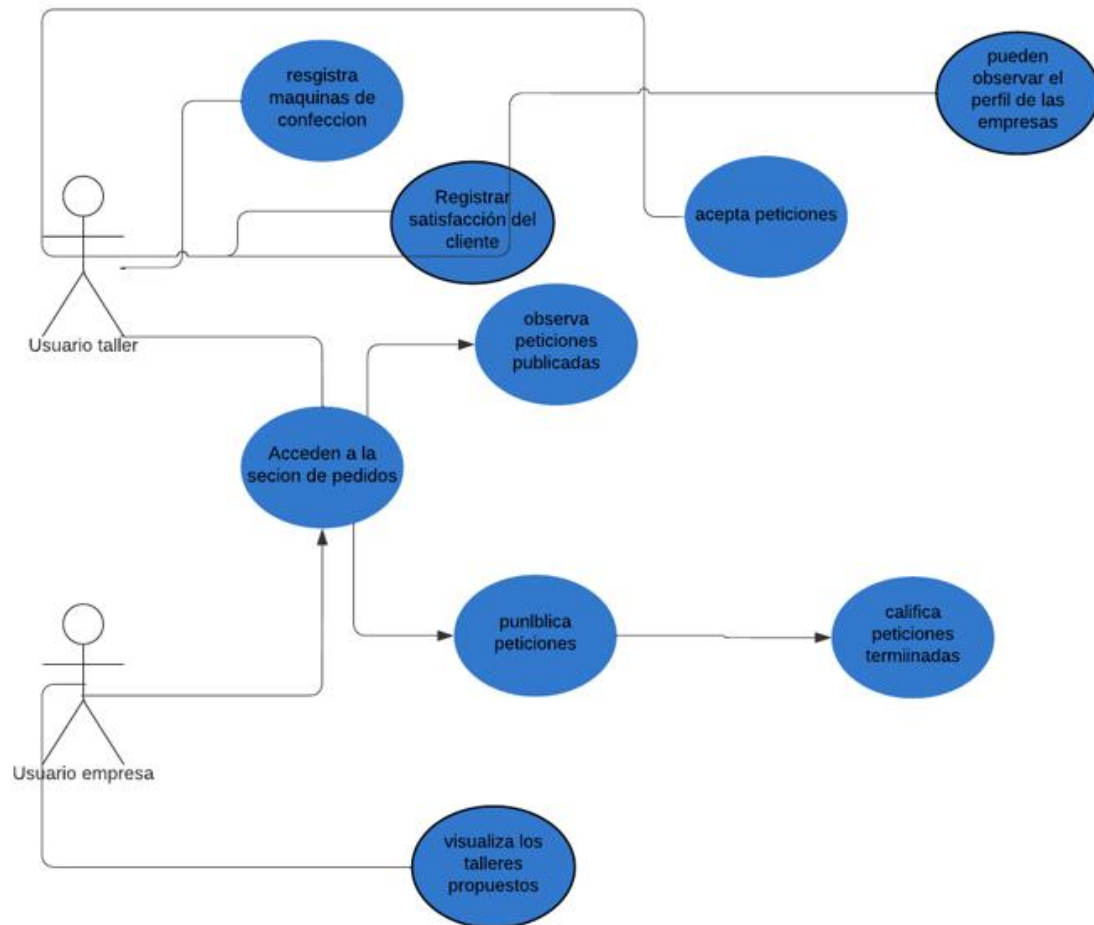 resgistra
maquinas de
confeccion
pueden
observar el
perfil de las
empresas
Registrar
satisfacción del
cliente
acepta peticiones
Usuario taller
observa
peticiones
publicadas
Acceden a la
secion de pedidos
punlblica
peticiones
califica
peticiones
termiinadas
Usuario empresa
visualiza los
talleres
propuestos